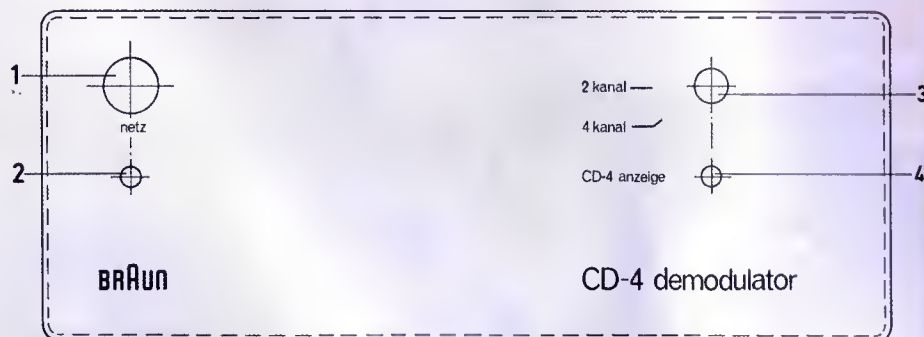 1
netz
2
BRAUN
2 kanal
4 kanal
CD-4 anzeige
3
4
CD-4 demodulator